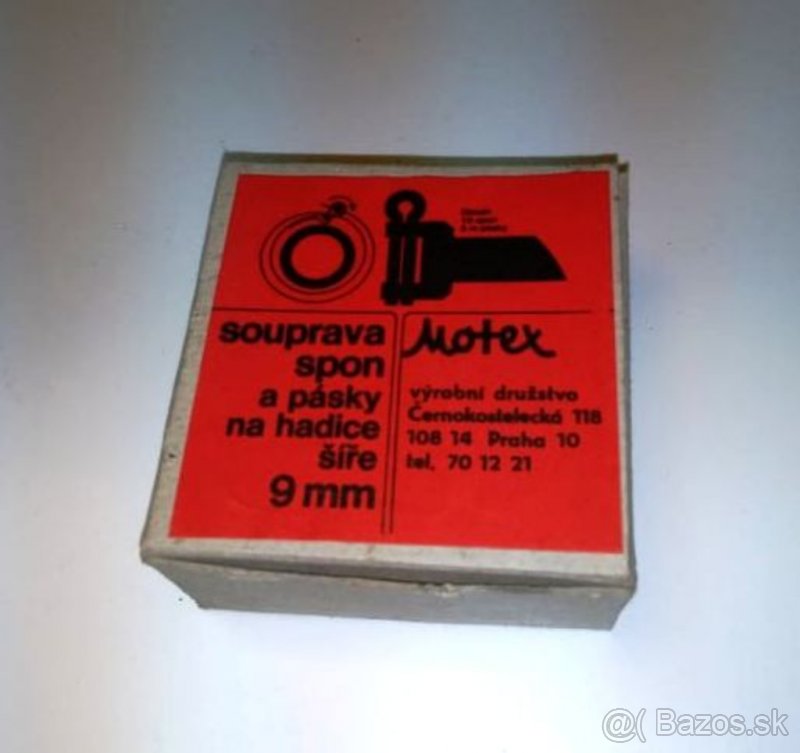 souprava
spon
a pásky
na hadice
šíře
9 mm
Motex
výrobní družstvo
Černokostelecká 118
108 14 Praha 10
tel. 70 12 21
@( Bazos.sk